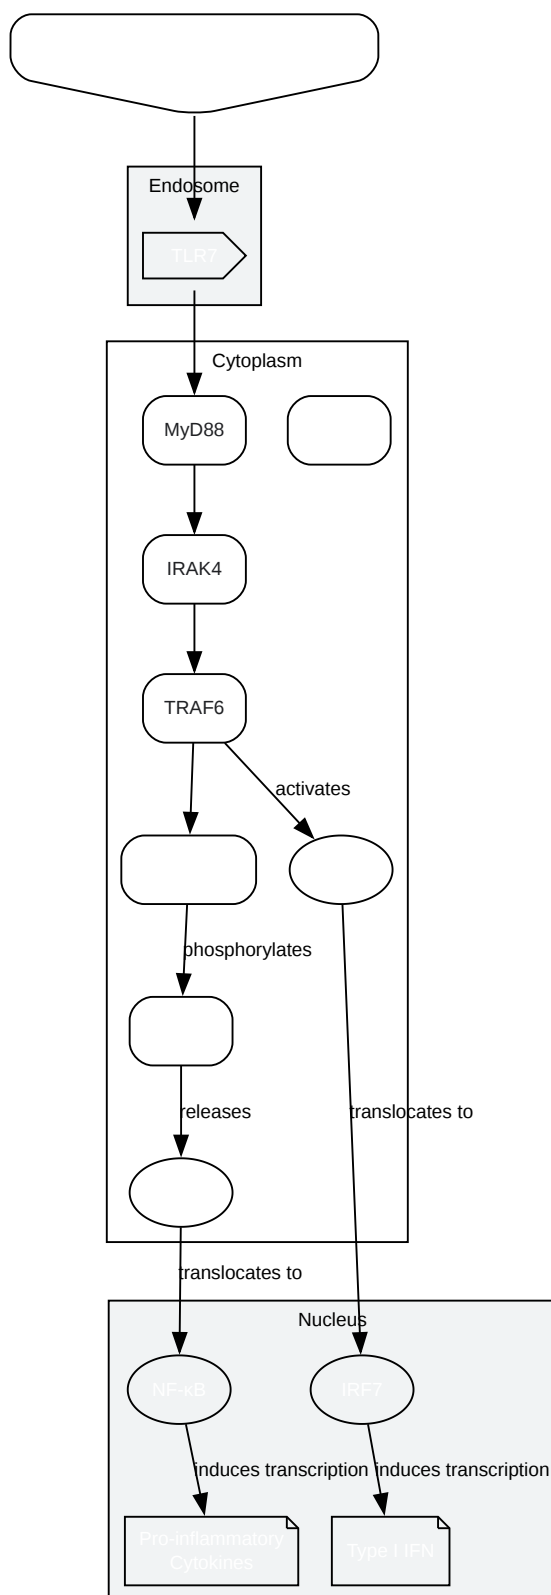 Endosome
TLR7
Cytoplasm
MyD88
IRAK4
TRAF6
activates
phosphorylates
releases
translocates to
translocates to
Nucleus
NF-κB
IRF7
induces transcription
induces transcription
Pro-inflammatory
Cytokines
Type I IFN